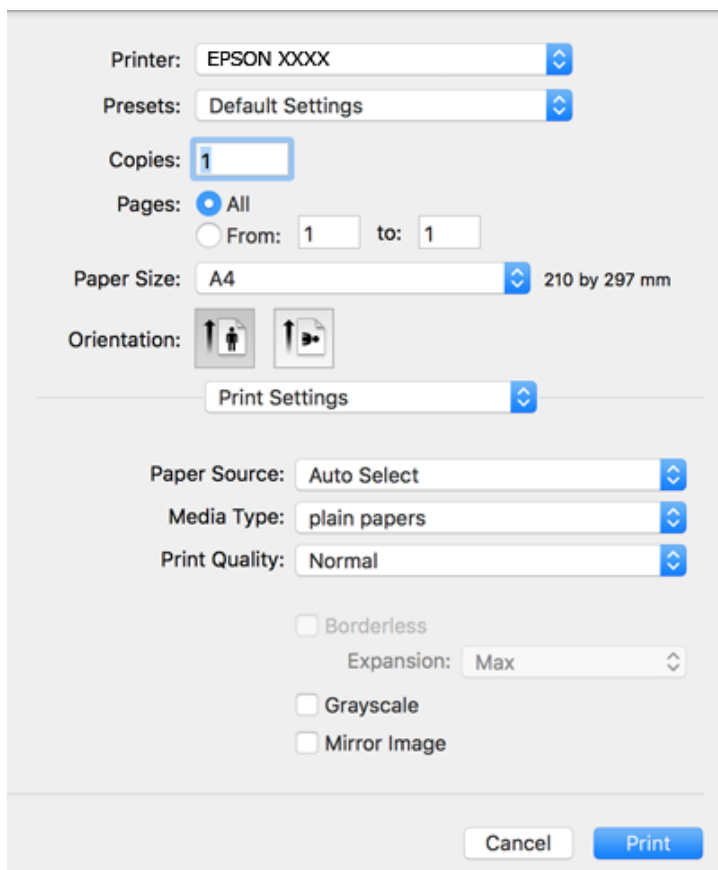 Printer: EPSON XXXX
Presets: Default Settings
Copies: 1
Pages: All
From: 1 to: 1
Paper Size: A4 210 by 297 mm
Orientation:
Print Settings
Paper Source: Auto Select
Media Type: plain papers
Print Quality: Normal
Borderless
Expansion: Max
Grayscale
Mirror Image
Cancel Print